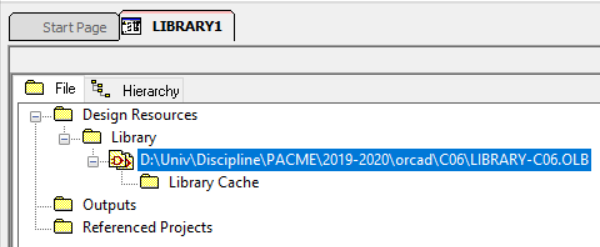 Start Page LIBRARY1
File Hierarchy
Design Resources
Library
D:\Univ\Discipline\PACME\2019-2020\orcad\C06\LIBRARY-C06.OLB
Library Cache
Outputs
Referenced Projects